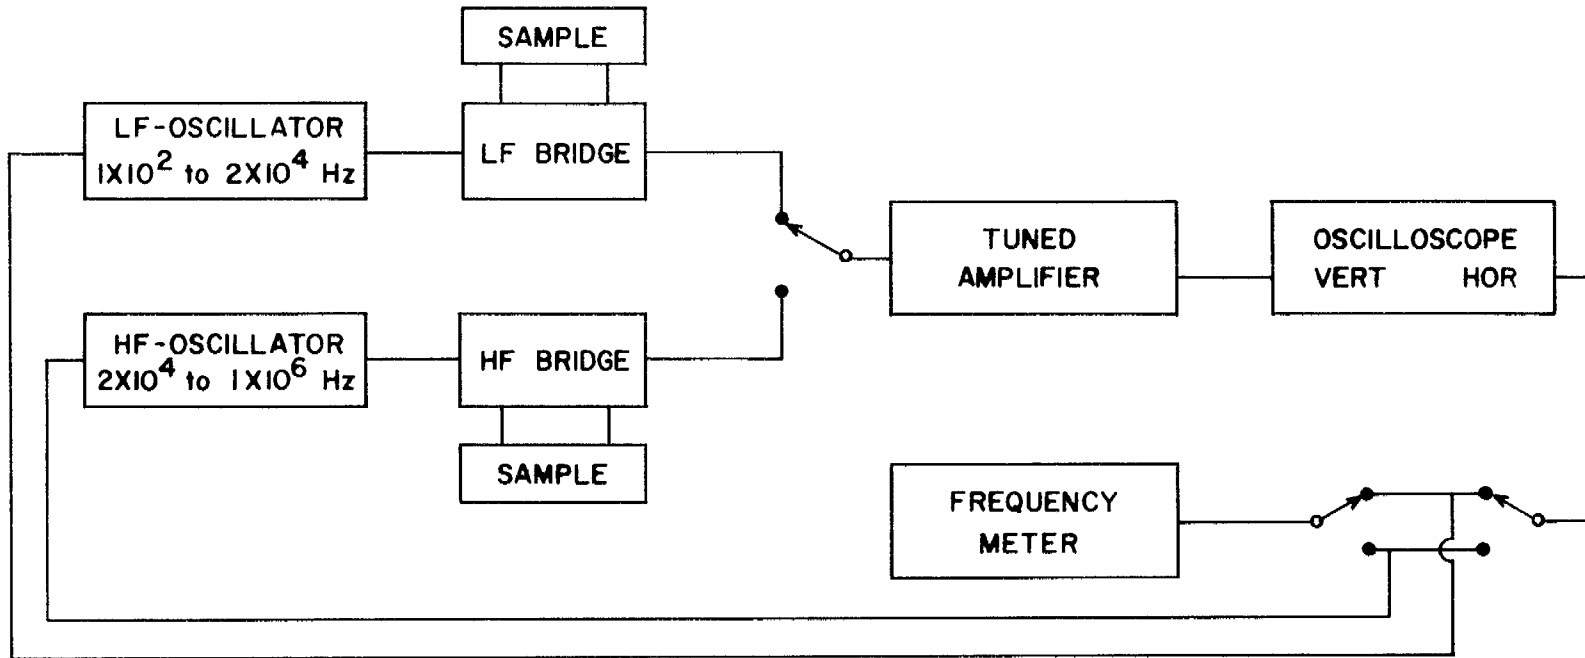 SAMPLE
LF-OSCILLATOR
1X10² to 2X10⁴ Hz
LF BRIDGE
TUNED
AMPLIFIER
OSCILLOSCOPE
VERT HOR
HF-OSCILLATOR
2X10⁴ to 1X10⁶ Hz
HF BRIDGE
SAMPLE
FREQUENCY
METER